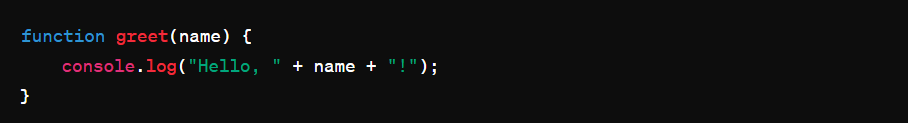 function greet(name) {
    console.log("Hello, " + name + "!");
}